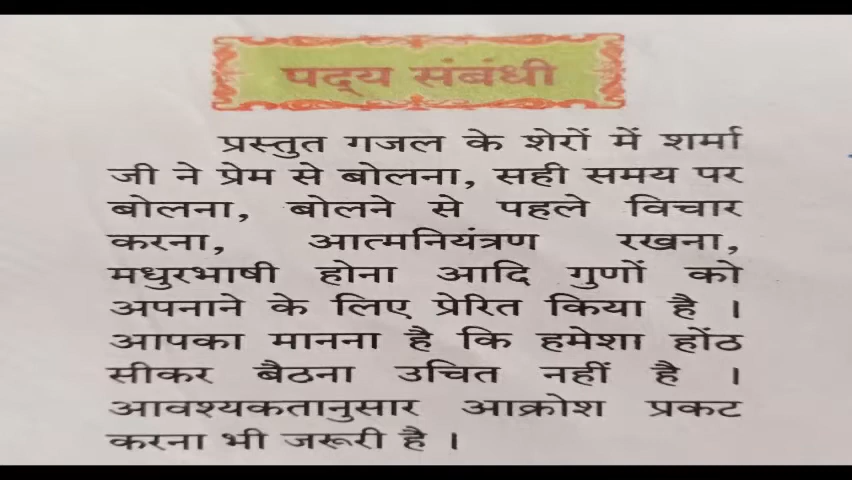 पद्य संबंधी
प्रस्तुत गजल के शेरों में शर्मा
जी ने प्रेम से बोलना, सही समय पर
बोलना, बोलने से पहले विचार
करना, आत्मनियंत्रण रखना,
मधुरभाषी होना आदि गुणों को
अपनाने के लिए प्रेरित किया है ।
आपका मानना है कि हमेशा होंठ
सीकर बैठना उचित नहीं है ।
आवश्यकतानुसार आक्रोश प्रकट
करना भी जरूरी है ।